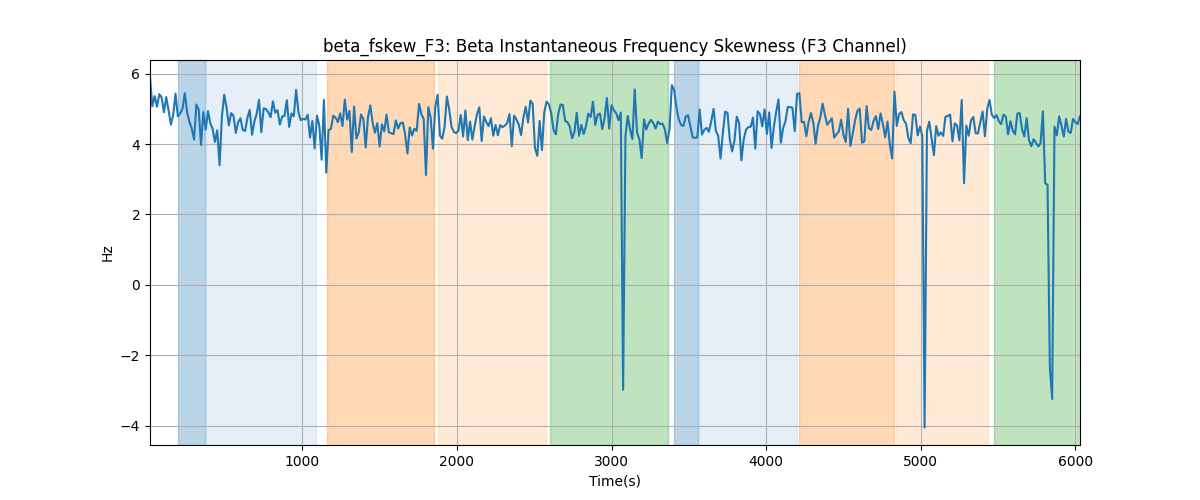 beta_fskew_F3: Beta Instantaneous Frequency Skewness (F3 Channel)
6
4
2
0
−2
−4
Hz
1000 2000 3000 4000 5000 6000
Time(s)